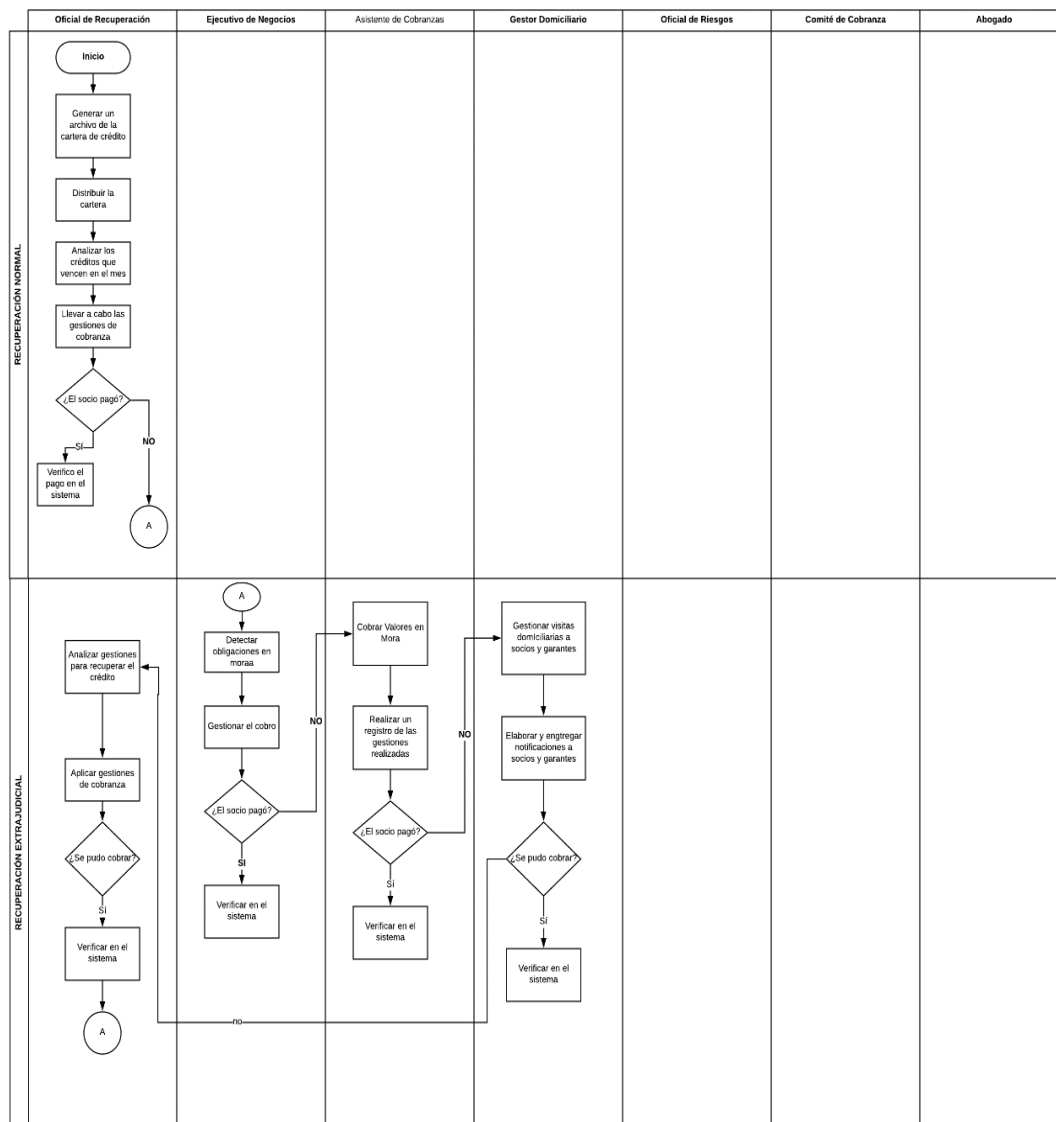 Oficial de Recuperación
Ejecutivo de Negocios
Asistente de Cobranzas
Gestor Domiciliario
Oficial de Riesgos
Comité de Cobranza
Abogado
RECUPERACIÓN NORMAL
Inicio
Generar un
archivo de la
cartera de crédito
Distribuir la
cartera
Analizar los
créditos que
vencen en el mes
Llevar a cabo las
gestiones de
cobranza
¿El socio pagó?
SÍ
NO
Verifico el
pago en el
sistema
A
RECUPERACIÓN EXTRAJUDICIAL
Analizar gestiones
para recuperar el
crédito
Aplicar gestiones
de cobranza
¿Se pudo cobrar?
SÍ
Verificar en el
sistema
A
A
Detectar
obligaciones en
moraa
Gestionar el cobro
¿El socio pagó?
NO
SI
Verificar en el
sistema
Cobrar Valores en
Mora
Realizar un
registro de las
gestiones
realizadas
¿El socio pagó?
NO
SÍ
Verificar en el
sistema
Gestionar visitas
domIciliarias a
socios y garantes
Elaborar y engtregar
notificaciones a
socios y garantes
¿Se pudo cobrar?
SÍ
Verificar en el
sistema
no